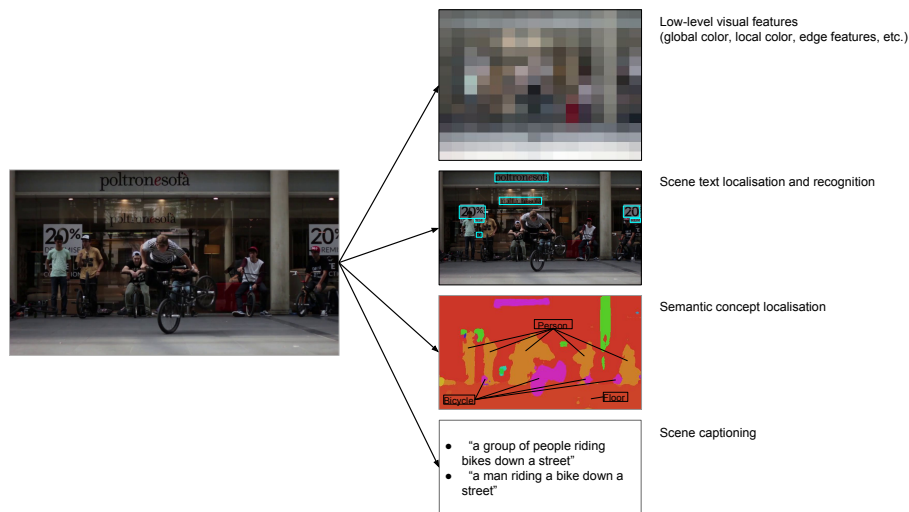 Low-level visual features
(global color, local color, edge features, etc.)
poltronesofà
poltronesofà
20%
20%
poltronesofà
20%
20
Scene text localisation and recognition
Semantic concept localisation
Person
Bicycle
Floor
Scene captioning
● “a group of people riding
bikes down a street”
● “a man riding a bike down a
street”